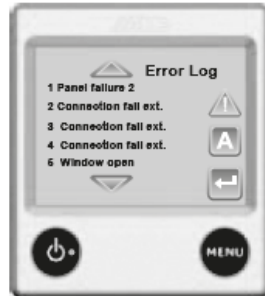 Error Log
1 Panel failure 2
2 Connection fail ext.
3 Connection fail ext.
4 Connection fail ext.
5 Window open
A
MENU